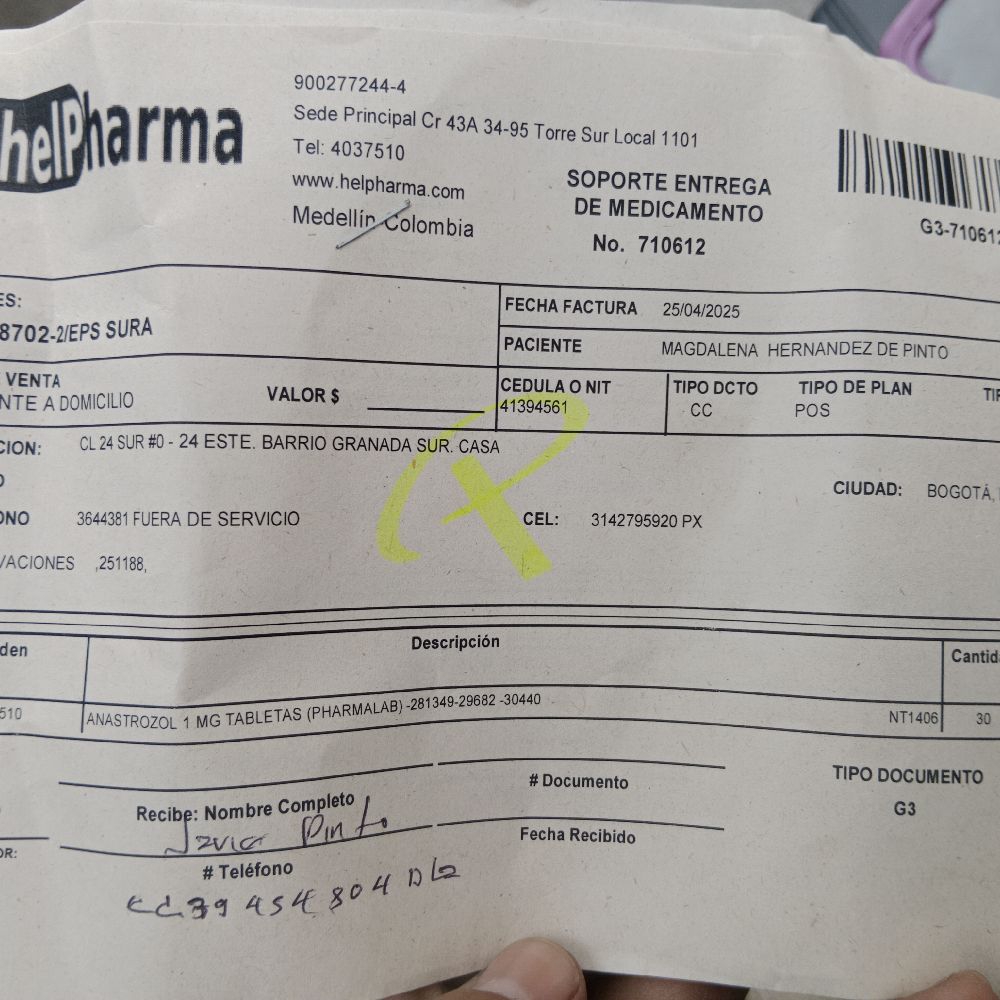 helPharma
900277244-4
Sede Principal Cr 43A 34-95 Torre Sur Local 1101
Tel: 4037510
www.helpharma.com
Medellín Colombia
SOPORTE ENTREGA
DE MEDICAMENTO
No. 710612
G3-710612
ES:
8702-2/EPS SURA
FECHA FACTURA 25/04/2025
PACIENTE MAGDALENA HERNANDEZ DE PINTO
VENTA
NTE A DOMICILIO
VALOR $
CEDULA O NIT
41394561
TIPO DCTO
CC
TIPO DE PLAN
POS
TIP
CION: CL 24 SUR #0 - 24 ESTE. BARRIO GRANADA SUR. CASA
CIUDAD: BOGOTÁ,
ONO 3644381 FUERA DE SERVICIO CEL: 3142795920 PX
VACIONES ,251188,
den Descripción Cantid
510 ANASTROZOL 1 MG TABLETAS (PHARMALAB) -281349-29682 -30440 NT1406 30
Recibe: Nombre Completo
# Documento
TIPO DOCUMENTO
G3
Pinto
Fecha Recibido
OR:
# Teléfono